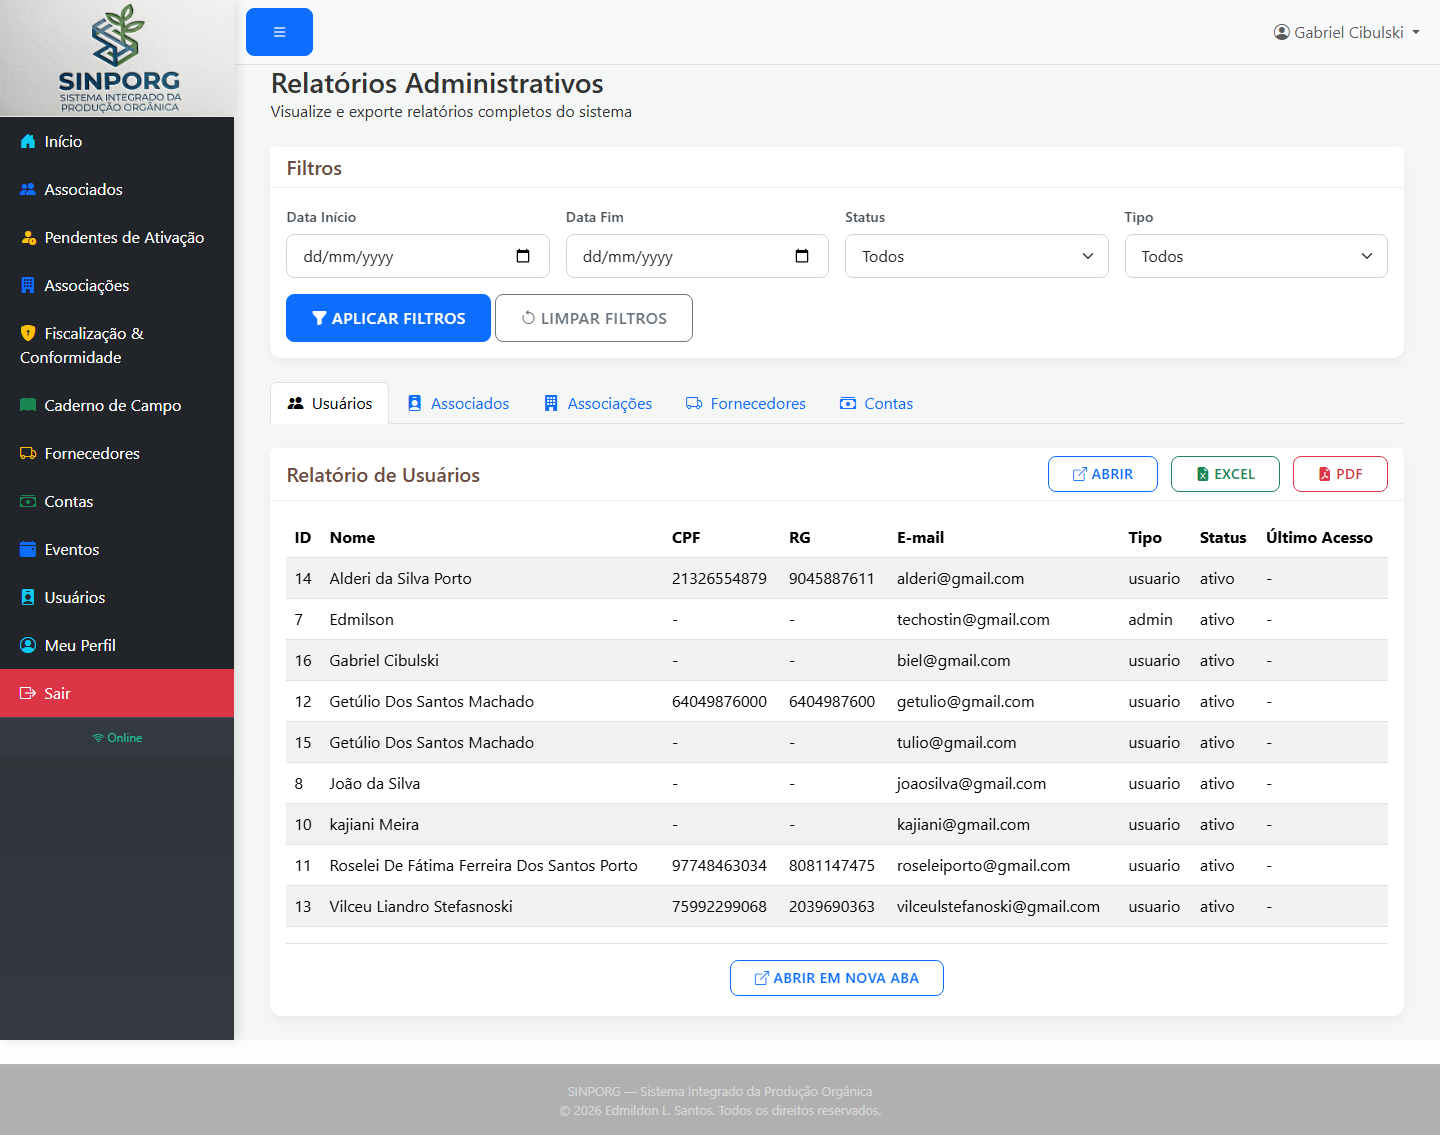 SINPORG
SISTEMA INTEGRADO DA
PRODUÇÃO ORGÂNICA
Gabriel Cibulski
Início
Associados
Pendentes de Ativação
Associações
Fiscalização &
Conformidade
Caderno de Campo
Fornecedores
Contas
Eventos
Usuários
Meu Perfil
Sair
Online
Relatórios Administrativos
Visualize e exporte relatórios completos do sistema
Filtros
Data Início Data Fim Status Tipo
dd/mm/yyyy dd/mm/yyyy Todos Todos
APLICAR FILTROS LIMPAR FILTROS
Usuários Associados Associações Fornecedores Contas
Relatório de Usuários ABRIR EXCEL PDF
ID Nome CPF RG E-mail Tipo Status Último Acesso
14 Alderi da Silva Porto 21326554879 9045887611 alderi@gmail.com usuario ativo -
7 Edmilson - - techostin@gmail.com admin ativo -
16 Gabriel Cibulski - - biel@gmail.com usuario ativo -
12 Getúlio Dos Santos Machado 64049876000 6404987600 getulio@gmail.com usuario ativo -
15 Getúlio Dos Santos Machado - - tulio@gmail.com usuario ativo -
8 João da Silva - - joaosilva@gmail.com usuario ativo -
10 kajiani Meira - - kajiani@gmail.com usuario ativo -
11 Roselei De Fátima Ferreira Dos Santos Porto 97748463034 8081147475 roseleiporto@gmail.com usuario ativo -
13 Vilceu Liandro Stefasnoski 75992299068 2039690363 vilceulstefanoski@gmail.com usuario ativo -
ABRIR EM NOVA ABA
SINPORG — Sistema Integrado da Produção Orgânica
© 2026 Edmildon L. Santos. Todos os direitos reservados.